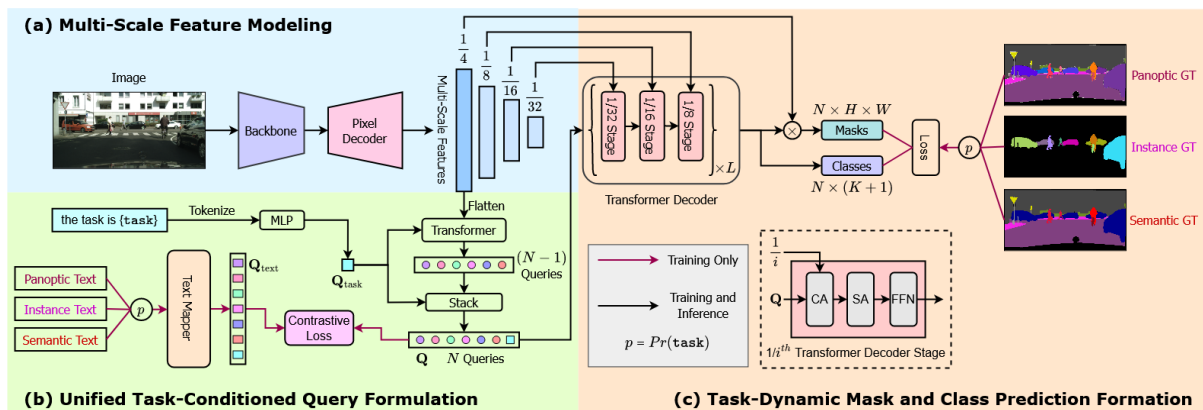 (a) Multi-Scale Feature Modeling
Image
Backbone
Pixel
Decoder
Multi-Scale Features
1/4
1/8
1/16
1/32
1/32 Stage
1/16 Stage
1/8 Stage
× L
Transformer Decoder
×
N × H × W
Masks
Classes
N × (K + 1)
Loss
p
Panoptic GT
Instance GT
Semantic GT
the task is {task}
Tokenize
MLP
Q_task
Flatten
Transformer
(N − 1)
Queries
Stack
Q N Queries
Panoptic Text
Instance Text
Semantic Text
p
Text Mapper
Q_text
Contrastive
Loss
(b) Unified Task-Conditioned Query Formulation
Training Only
Training and
Inference
p = Pr(task)
1/i
Q
CA
SA
FFN
1/i^th Transformer Decoder Stage
(c) Task-Dynamic Mask and Class Prediction Formation